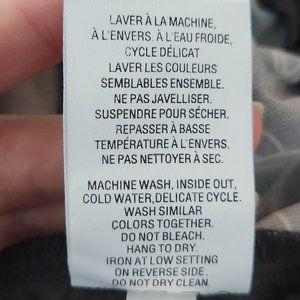 LAVER À LA MACHINE,
À L'ENVERS. À L'EAU FROIDE,
CYCLE DÉLICAT
LAVER LES COULEURS
SEMBLABLES ENSEMBLE.
NE PAS JAVELLISER.
SUSPENDRE POUR SÉCHER.
REPASSER À BASSE
TEMPÉRATURE À L'ENVERS.
NE PAS NETTOYER À SEC.
MACHINE WASH, INSIDE OUT,
COLD WATER,DELICATE CYCLE.
WASH SIMILAR
COLORS TOGETHER.
DO NOT BLEACH.
HANG TO DRY.
IRON AT LOW SETTING
ON REVERSE SIDE.
DO NOT DRY CLEAN.